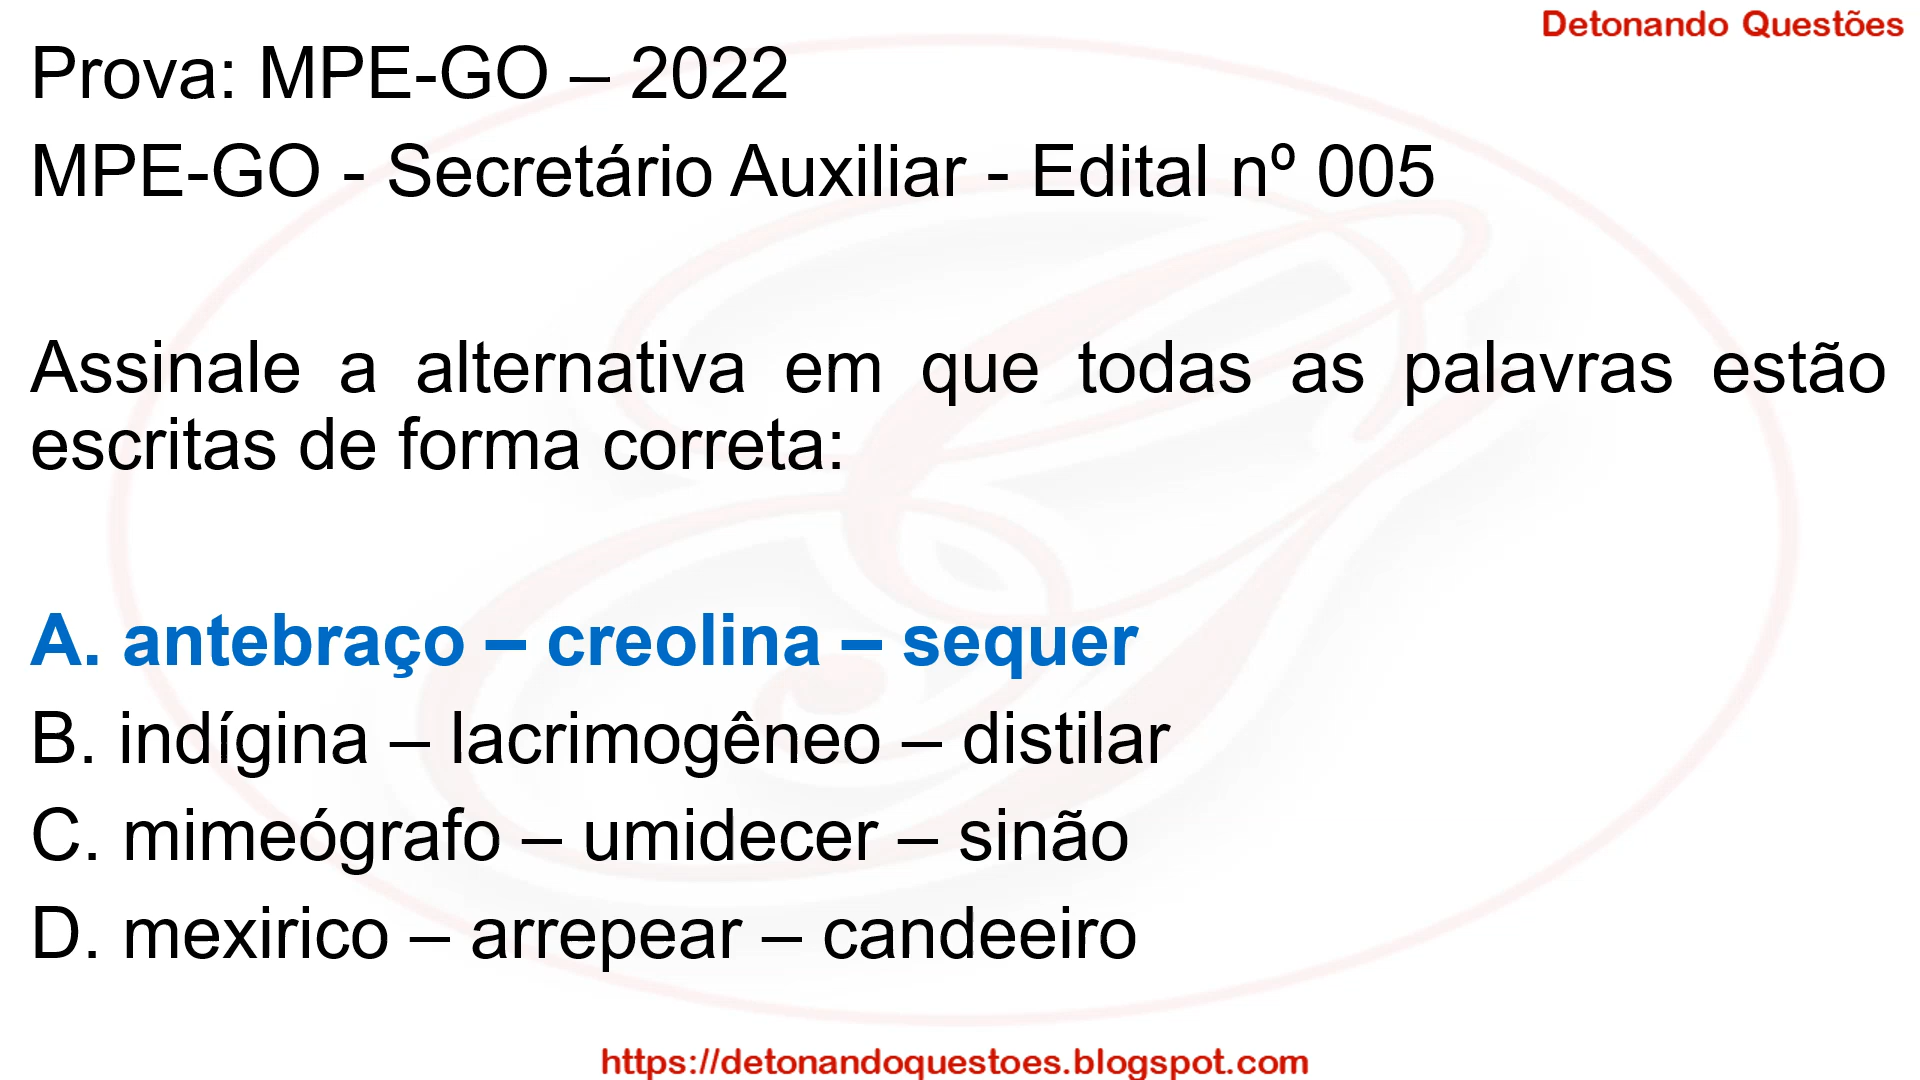 Detonando Questões
Prova: MPE-GO – 2022
MPE-GO - Secretário Auxiliar - Edital nº 005
Assinale a alternativa em que todas as palavras estão
escritas de forma correta:
A. antebraço – creolina – sequer
B. indígina – lacrimogêneo – distilar
C. mimeógrafo – umidecer – sinão
D. mexirico – arrepear – candeeiro
https://detonandoquestoes.blogspot.com